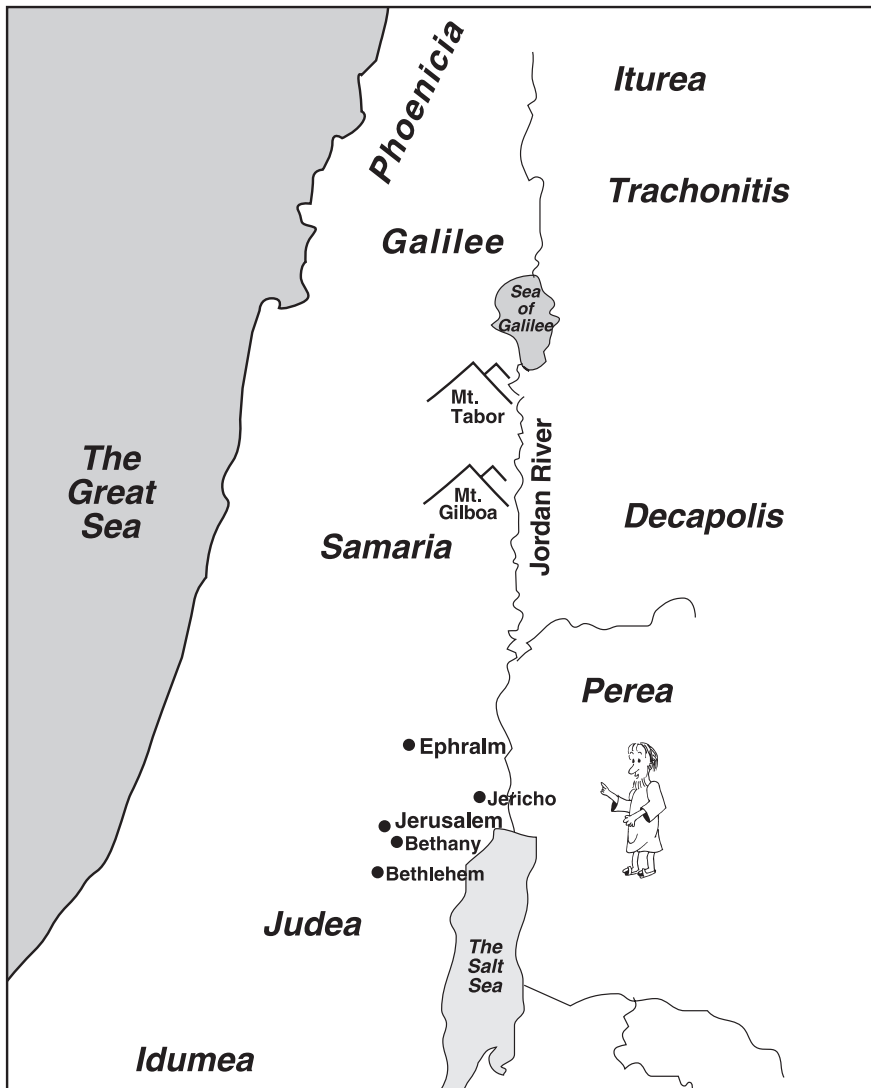 Phoenicia
Iturea
Trachonitis
Galilee
Sea
of
Galilee
Mt.
Tabor
The
Great
Sea
Jordan River
Mt.
Gilboa
Decapolis
Samaria
Perea
Ephralm
Jericho
Jerusalem
Bethany
Bethlehem
Judea
The
Salt
Sea
Idumea